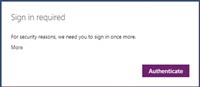 Sign in required
For security reasons, we need you to sign in once more.
More
Authenticate